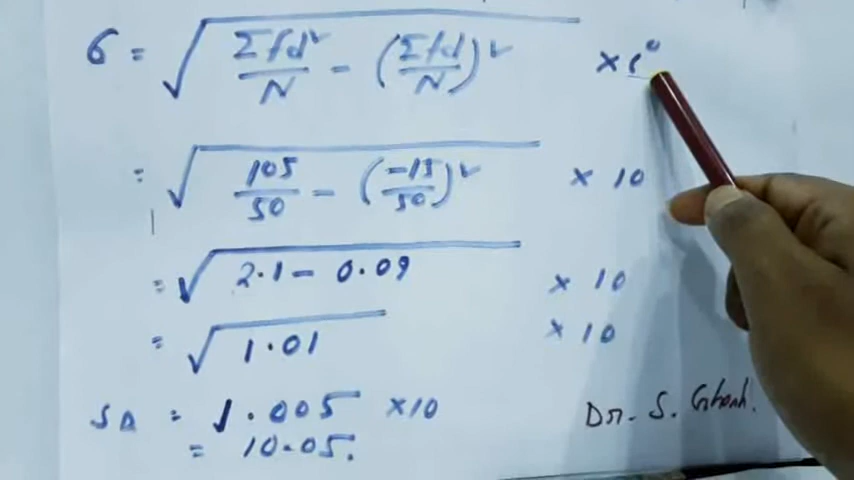 σ = √ Σfd² / N - (Σfd / N)² × i
= √ 105 / 50 - (-15 / 50)² × 10
= √ 2.1 - 0.09 × 10
= √ 1.01 × 10
SD = 1.005 × 10
= 10.05.
Dr. S. Ghosh.